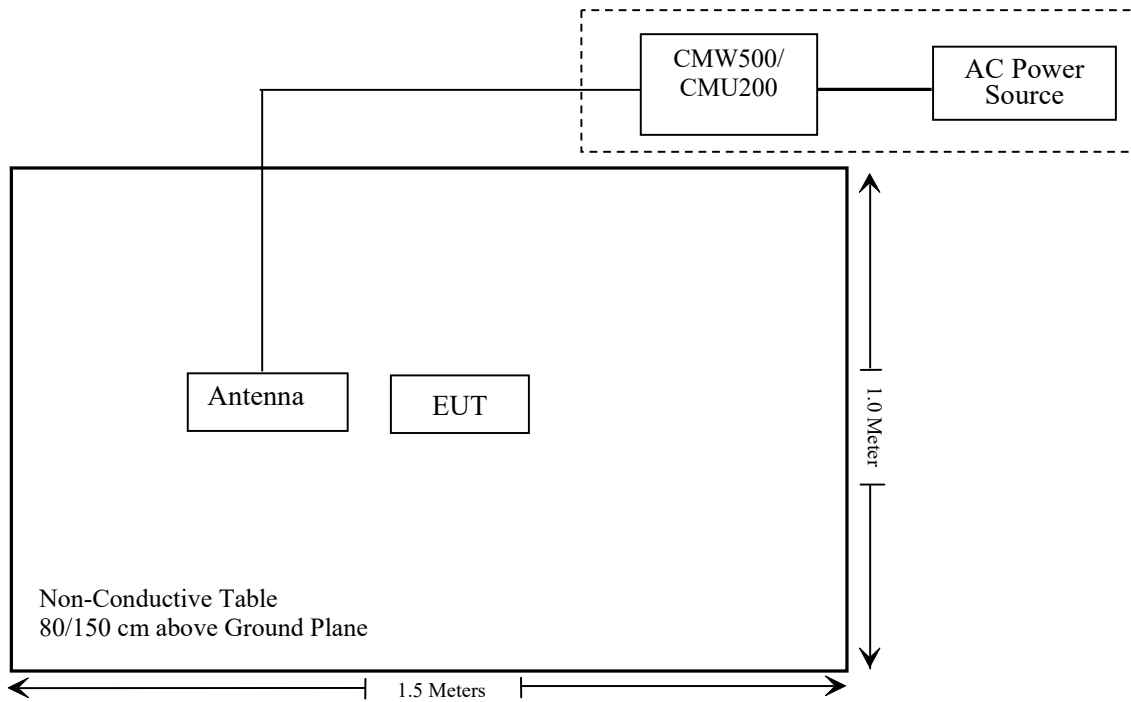 CMW500/
CMU200
AC Power
Source
Antenna
EUT
1.0 Meter
Non-Conductive Table
80/150 cm above Ground Plane
1.5 Meters